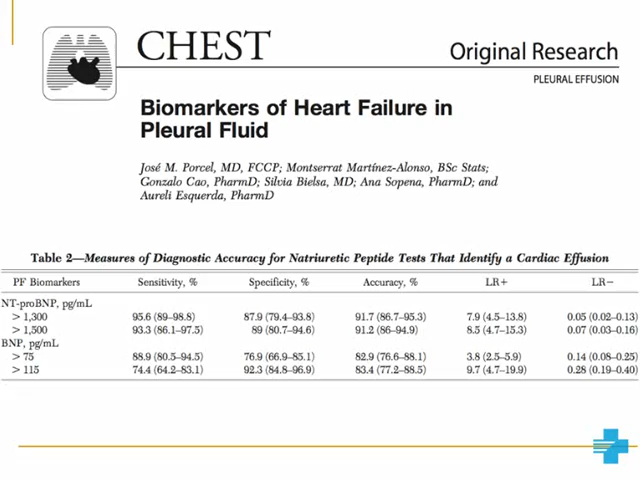 CHEST
Original Research
PLEURAL EFFUSION
Biomarkers of Heart Failure in
Pleural Fluid
José M. Porcel, MD, FCCP; Montserrat Martínez-Alonso, BSc Stats;
Gonzalo Cao, PharmD; Silvia Bielsa, MD; Ana Sopena, PharmD; and
Aureli Esquerda, PharmD
Table 2—Measures of Diagnostic Accuracy for Natriuretic Peptide Tests That Identify a Cardiac Effusion
PF Biomarkers Sensitivity, % Specificity, % Accuracy, % LR+ LR−
NT-proBNP, pg/mL
> 1,300 95.6 (89–98.8) 87.9 (79.4–93.8) 91.7 (86.7–95.3) 7.9 (4.5–13.8) 0.05 (0.02–0.13)
> 1,500 93.3 (86.1–97.5) 89 (80.7–94.6) 91.2 (86–94.9) 8.5 (4.7–15.3) 0.07 (0.03–0.16)
BNP, pg/mL
> 75 88.9 (80.5–94.5) 76.9 (66.9–85.1) 82.9 (76.6–88.1) 3.8 (2.5–5.9) 0.14 (0.08–0.25)
> 115 74.4 (64.2–83.1) 92.3 (84.8–96.9) 83.4 (77.2–88.5) 9.7 (4.7–19.9) 0.28 (0.19–0.40)